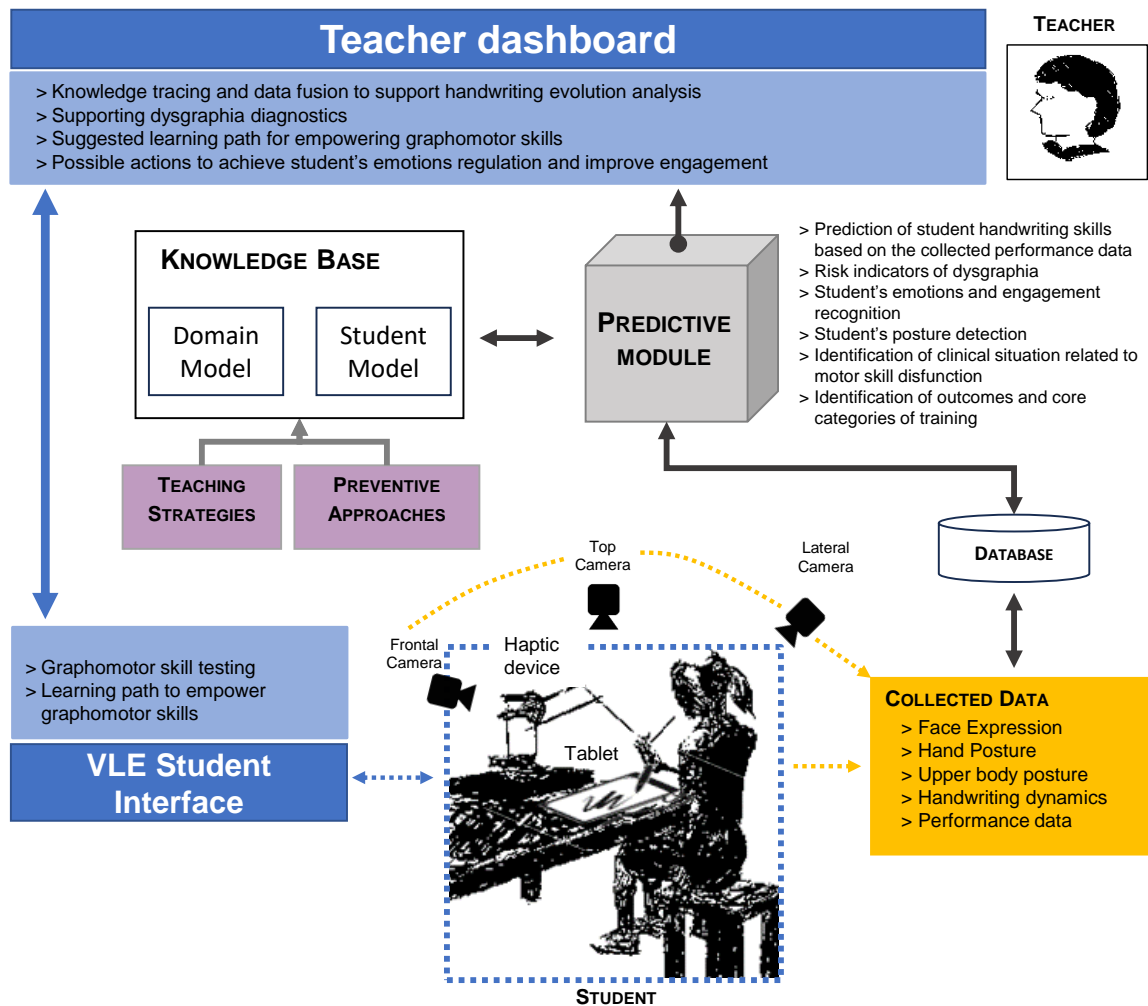 Teacher dashboard
TEACHER
> Knowledge tracing and data fusion to support handwriting evolution analysis
> Supporting dysgraphia diagnostics
> Suggested learning path for empowering graphomotor skills
> Possible actions to achieve student's emotions regulation and improve engagement
KNOWLEDGE BASE
Domain
Model
Student
Model
PREDICTIVE
MODULE
> Prediction of student handwriting skills
based on the collected performance data
> Risk indicators of dysgraphia
> Student's emotions and engagement
recognition
> Student's posture detection
> Identification of clinical situation related to
motor skill disfunction
> Identification of outcomes and core
categories of training
TEACHING
STRATEGIES
PREVENTIVE
APPROACHES
DATABASE
Top
Camera
Lateral
Camera
Frontal
Camera
Haptic
device
Tablet
> Graphomotor skill testing
> Learning path to empower
graphomotor skills
VLE Student
Interface
COLLECTED DATA
> Face Expression
> Hand Posture
> Upper body posture
> Handwriting dynamics
> Performance data
STUDENT